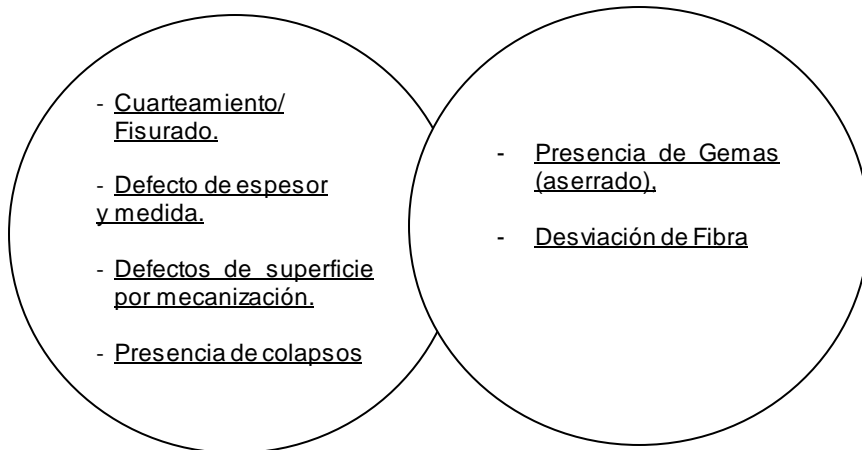 - Cuarteamiento/
Fisurado.
- Defecto de espesor
y medida.
- Defectos de superficie
por mecanización.
- Presencia de colapsos
- Presencia de Gemas
(aserrado),
- Desviación de Fibra